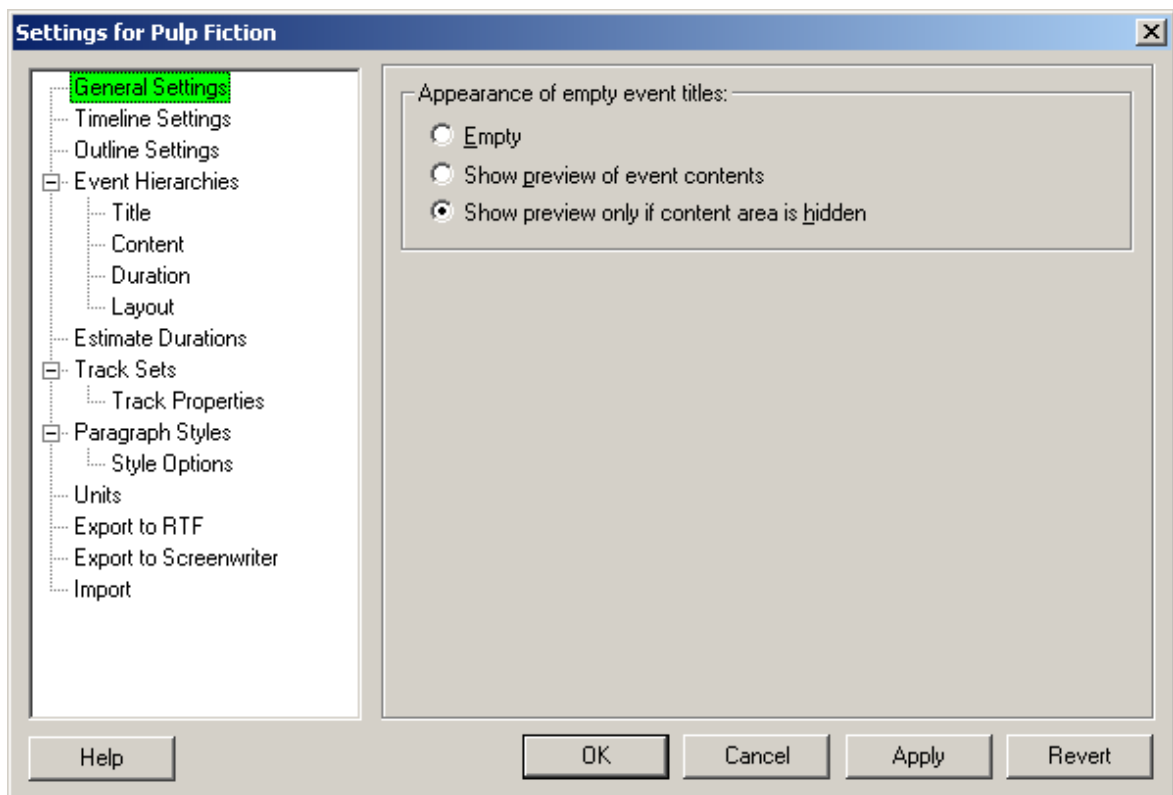 Settings for Pulp Fiction
General Settings
Timeline Settings
Outline Settings
Event Hierarchies
Title
Content
Duration
Layout
Estimate Durations
Track Sets
Track Properties
Paragraph Styles
Style Options
Units
Export to RTF
Export to Screenwriter
Import
Appearance of empty event titles:
Empty
Show preview of event contents
Show preview only if content area is hidden
Help
OK
Cancel
Apply
Revert